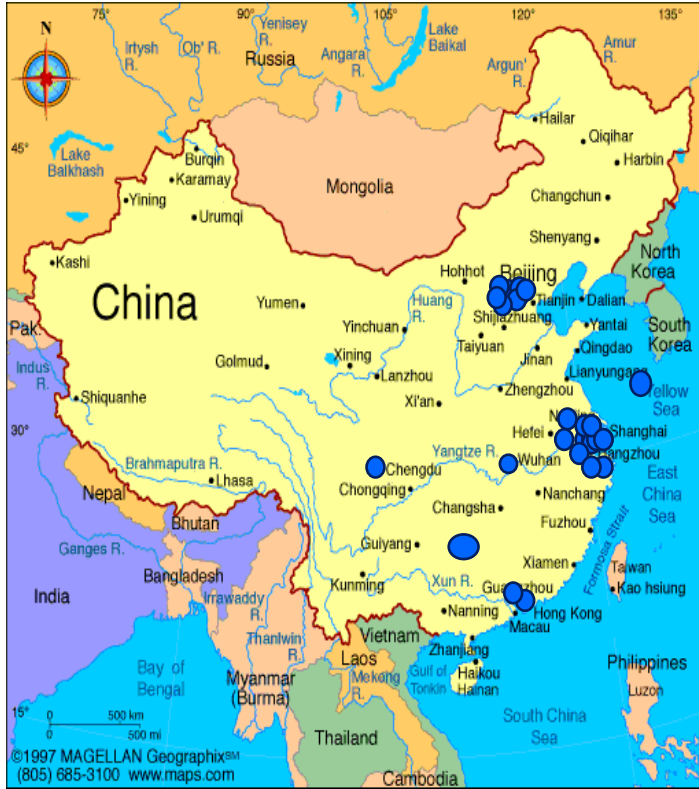 75°
90°
105°
120°
135°
N
Irtysh
R.
Ob' R.
Yenisey
R.
Russia
Angara
R.
Lake
Baikal
Argun'
R.
Amur
R.
45°
Lake
Balkhash
Burqin
Karamay
Yining
Urumqi
Kashi
Mongolia
Hailar
Qiqihar
Harbin
Changchun
Shenyang
North
Korea
South
Korea
China
Pak.
Indus
R.
Shiquanhe
Yumen
Golmud
Xining
Lanzhou
Yinchuan
Huang
R.
Hohhot
Beijing
Tianjin
Dalian
Shijiazhuang
Taiyuan
Yantai
Jinan
Qingdao
Lianyungang
Zhengzhou
Xi'an
Yellow
Sea
30°
Hefei
Shanghai
Yangtze R.
Wuhan
Chengdu
Chongqing
Brahmaputra R.
Lhasa
Nepal
Bhutan
Ganges R.
Bangladesh
India
Irrawaddy
R.
Thanlwin
R.
Myanmar
(Burma)
Nanchang
Changsha
Fuzhou
East
China
Sea
Guiyang
Kunming
Xun R.
Xiamen
Formosa Strait
Taiwan
Kao hsiung
Nanning
Hong Kong
Macau
Vietnam
Laos
Mekong
R.
Zhanjiang
Gulf of
Tonkin
Haikou
Hainan
Philippines
Luzon
Bay of
Bengal
South China
Sea
Thailand
Cambodia
15°
0 500 km
0 500 mi
©1997 MAGELLAN Geographix℠
(805) 685-3100 www.maps.com